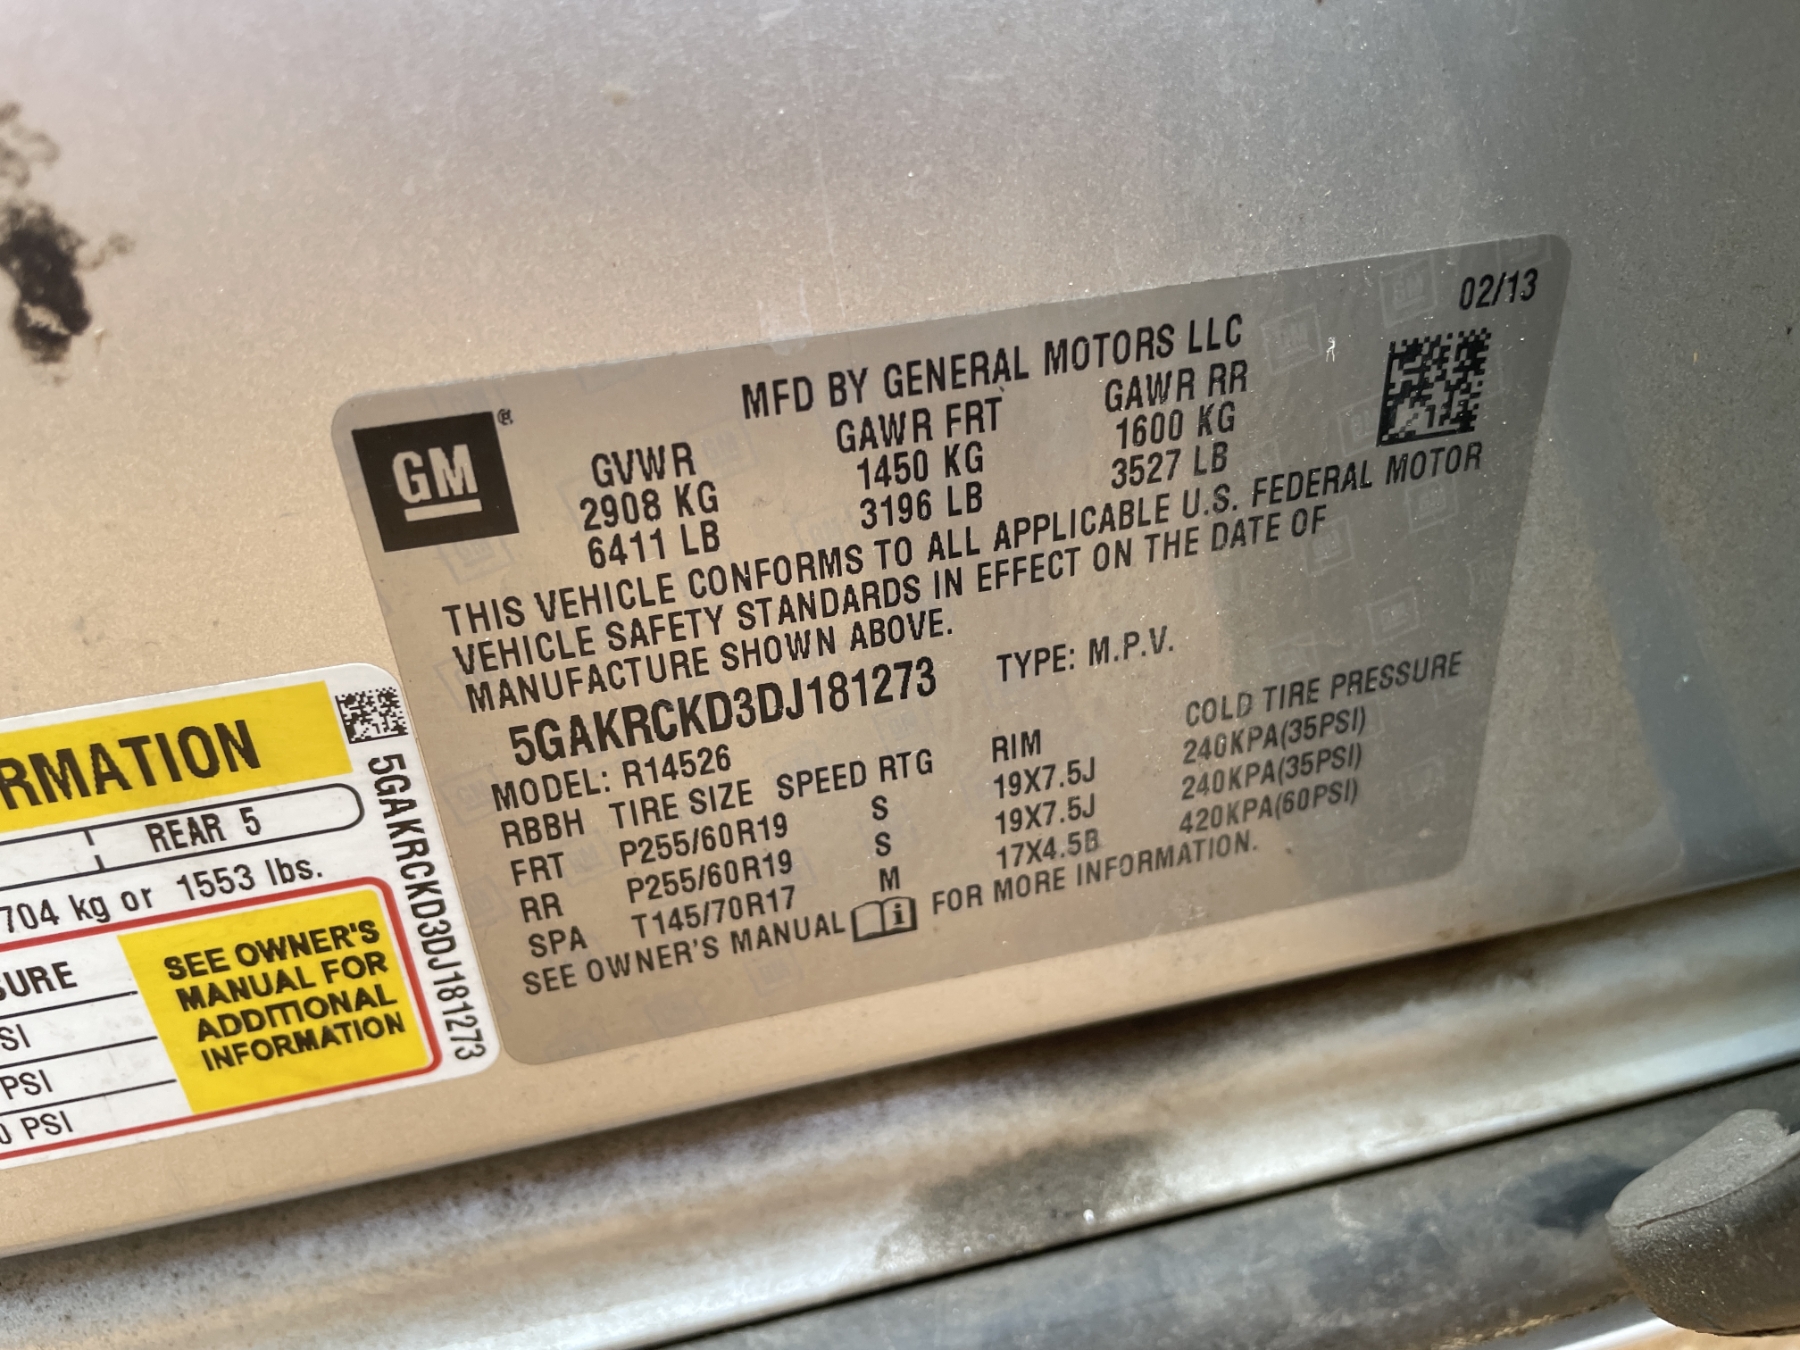 02/13
MFD BY GENERAL MOTORS LLC
GM®
GVWR GAWR FRT GAWR RR
2908 KG 1450 KG 1600 KG
6411 LB 3196 LB 3527 LB
THIS VEHICLE CONFORMS TO ALL APPLICABLE U.S. FEDERAL MOTOR
VEHICLE SAFETY STANDARDS IN EFFECT ON THE DATE OF
MANUFACTURE SHOWN ABOVE.
5GAKRCKD3DJ181273 TYPE: M.P.V.
MODEL: R14526
RBBH TIRE SIZE SPEED RTG RIM COLD TIRE PRESSURE
FRT P255/60R19 S 19X7.5J 240KPA(35PSI)
RR P255/60R19 S 19X7.5J 240KPA(35PSI)
SPA T145/70R17 M 17X4.5B 420KPA(60PSI)
SEE OWNER'S MANUAL FOR MORE INFORMATION.
RMATION
REAR 5
704 kg or 1553 lbs.
SURE
SI
PSI
0 PSI
SEE OWNER'S
MANUAL FOR
ADDITIONAL
INFORMATION
5GAKRCKD3DJ181273